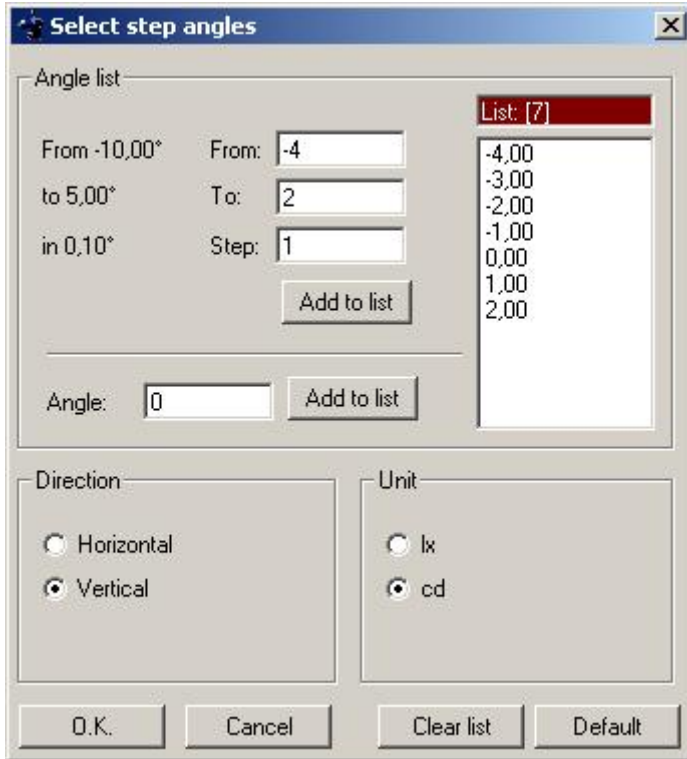 Select step angles
Angle list
From -10,00° From: -4
to 5,00° To: 2
in 0,10° Step: 1
Add to list
List: [7]
-4,00
-3,00
-2,00
-1,00
0,00
1,00
2,00
Angle: 0 Add to list
Direction
Horizontal
Vertical
Unit
lx
cd
O.K. Cancel Clear list Default